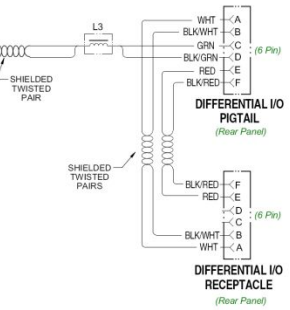 L3
SHIELDED
TWISTED
PAIR
WHT A
BLK/WHT B
GRN C
(6 Pin)
BLK/GRN D
RED E
BLK/RED F
DIFFERENTIAL I/O
PIGTAIL
(Rear Panel)
SHIELDED
TWISTED
PAIRS
BLK/RED F
RED E
D
(6 Pin)
C
BLK/WHT B
WHT A
DIFFERENTIAL I/O
RECEPTACLE
(Rear Panel)